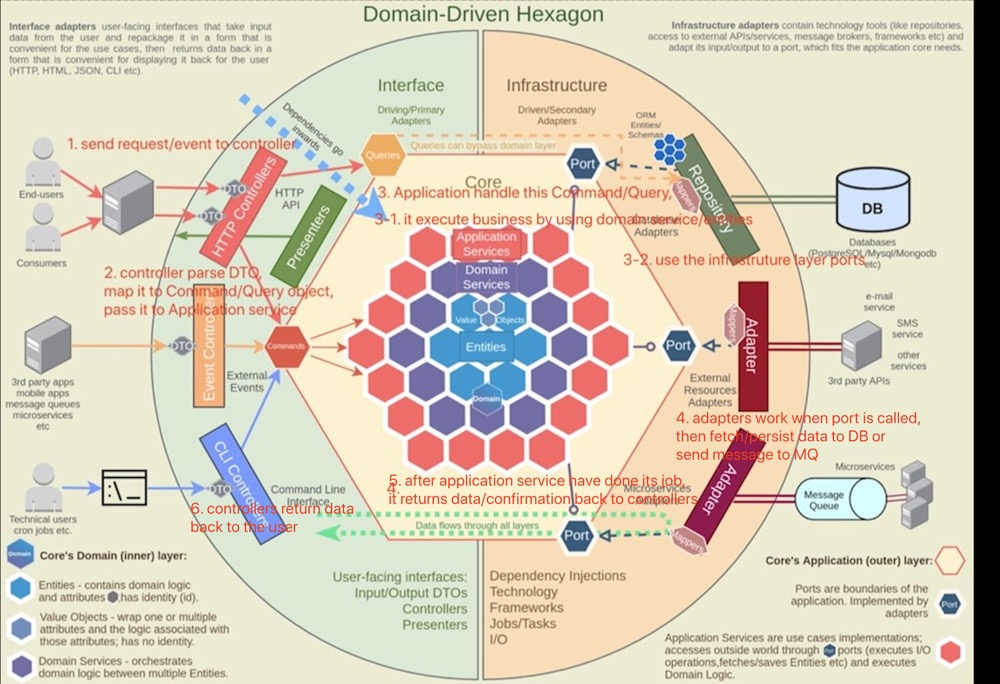 Domain-Driven Hexagon
Interface adapters user-facing interfaces that take input
data from the user and repackage it in a form that is
convenient for the use cases, then returns data back in a
form that is convenient for displaying it back for the user
(HTTP, HTML, JSON, CLI etc).
Infrastructure adapters contain technology tools (like repositories,
access to external APIs/services, message brokers, frameworks etc) and
adapt its input/output to a port, which fits the application core needs.
Interface
Driving/Primary
Adapters
Infrastructure
Driven/Secondary
Adapters
Dependencies go
inwards
ORM
Entities/
Schemas
1. send request/event to controller
Queries
Queries can bypass domain layer
Port
Mappers
Repository
End-users
Consumers
DTO
DTO
HTTP Controllers
HTTP
API
Presenters
Core
3. Application handle this Command/Query,
3-1. it execute business by using domain service/entities
Adapters
3-2. use the infrastruture layer ports
DB
Databases
(PostgreSQL/Mysql/Mongodb
etc)
2. controller parse DTO,
map it to Command/Query object,
pass it to Application service
Application
Services
Domain
Services
Value
Objects
Entities
Domain
DTO
Event Controllers
External
Events
Commands
Port
Mappers
Adapter
External
Resources
Adapters
e-mail
service
SMS
service
other
services
3rd party APIs
3rd party apps
mobile apps
message queues
microservices
etc
4. adapters work when port is called,
then fetch/persist data to DB or
send message to MQ
Technical users
cron jobs etc.
DTO
CLI Controllers
Command Line
Interface
5. after application service have done its job,
it returns data/confirmation back to controllers
6. controllers return data
back to the user
Data flows through all layers
Port
Microservices
Mappers
Adapter
Message
Queue
Microservices
User-facing interfaces:
Input/Output DTOs
Controllers
Presenters
Dependency Injections
Technology
Frameworks
Jobs/Tasks
I/O
Domain
Core's Domain (inner) layer:
Entities - contains domain logic
and attributes, has identity (id).
Value Objects - wrap one or multiple
attributes and the logic associated with
those attributes; has no identity.
Domain Services - orchestrates
domain logic between multiple Entities.
Core's Application (outer) layer:
Ports are boundaries of the
application. Implemented by
adapters
Port
Application Services are use cases implementations;
accesses outside world through Port ports (executes I/O
operations,fetches/saves Entities etc) and executes
Domain Logic.